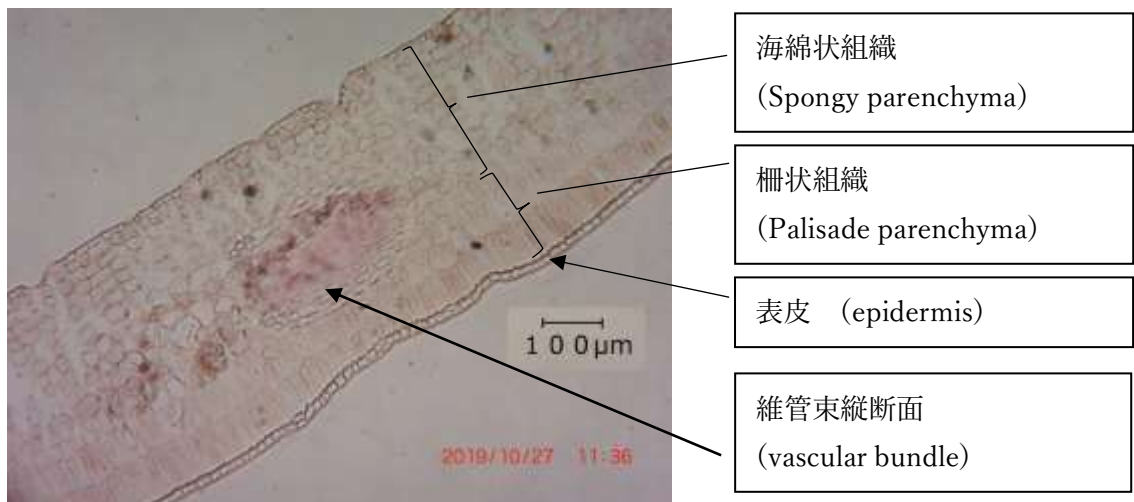 海綿状組織
(Spongy parenchyma)
柵状組織
(Palisade parenchyma)
表皮　(epidermis)
維管束縦断面
(vascular bundle)
100μm
2019/10/27 11:36